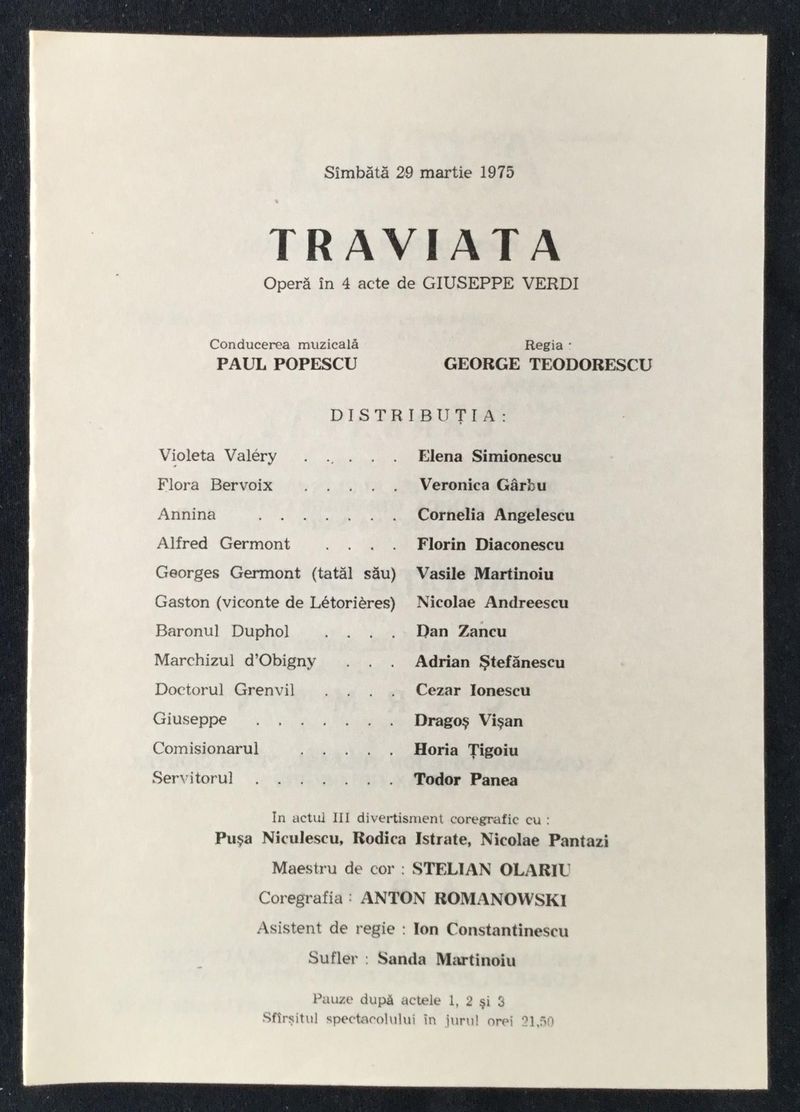 Sîmbătă 29 martie 1975
TRAVIATA
Operă în 4 acte de GIUSEPPE VERDI
Conducerea muzicală
PAUL POPESCU
Regia :
GEORGE TEODORESCU
DISTRIBUȚIA:
Violeta Valéry . . . . . Elena Simionescu
Flora Bervoix . . . . . Veronica Gârbu
Annina . . . . . . . Cornelia Angelescu
Alfred Germont . . . . Florin Diaconescu
Georges Germont (tatăl său) Vasile Martinoiu
Gaston (viconte de Létorières) Nicolae Andreescu
Baronul Duphol . . . . Dan Zancu
Marchizul d'Obigny . . . Adrian Ștefănescu
Doctorul Grenvil . . . . Cezar Ionescu
Giuseppe . . . . . . . Dragoș Vișan
Comisionarul . . . . . Horia Țigoiu
Servitorul . . . . . . . Todor Panea
In actul III divertisment coregrafic cu :
Pușa Niculescu, Rodica Istrate, Nicolae Pantazi
Maestru de cor : STELIAN OLARIU
Coregrafia : ANTON ROMANOWSKI
Asistent de regie : Ion Constantinescu
Sufler : Sanda Martinoiu
Pauze după actele 1, 2 și 3
Sfîrșitul spectacolului în jurul orei 21,50